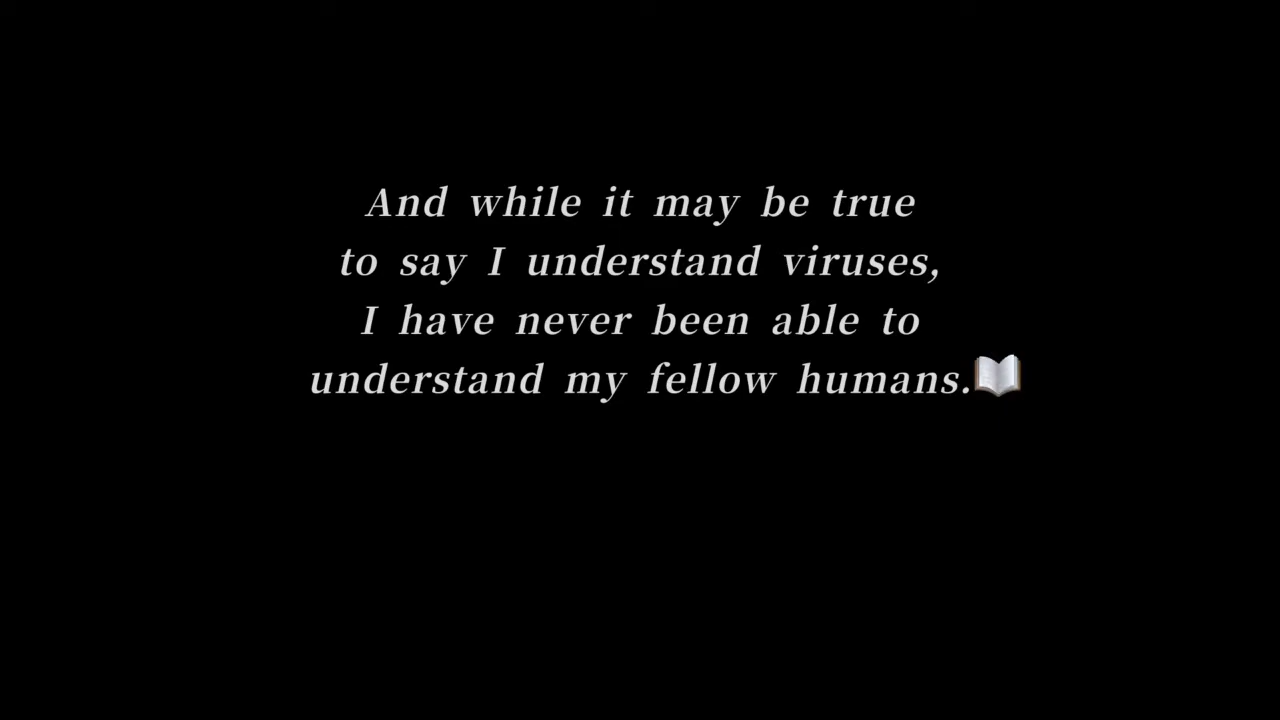 And while it may be true
to say I understand viruses,
I have never been able to
understand my fellow humans.